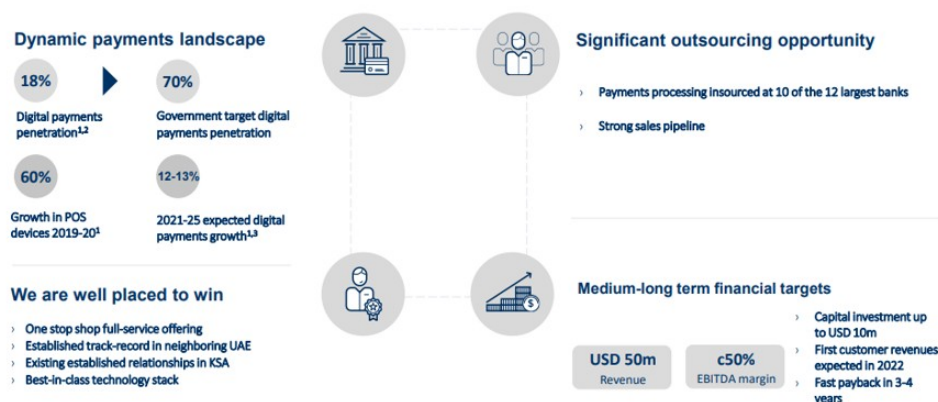 Dynamic payments landscape
18%
70%
Digital payments
penetration1,2
Government target digital
payments penetration
60%
12-13%
Growth in POS
devices 2019-20¹
2021-25 expected digital
payments growth1,3
Significant outsourcing opportunity
› Payments processing insourced at 10 of the 12 largest banks
› Strong sales pipeline
We are well placed to win
› One stop shop full-service offering
› Established track-record in neighboring UAE
› Existing established relationships in KSA
› Best-in-class technology stack
Medium-long term financial targets
USD 50m
Revenue
c50%
EBITDA margin
› Capital investment up
to USD 10m
› First customer revenues
expected in 2022
› Fast payback in 3-4
years
$